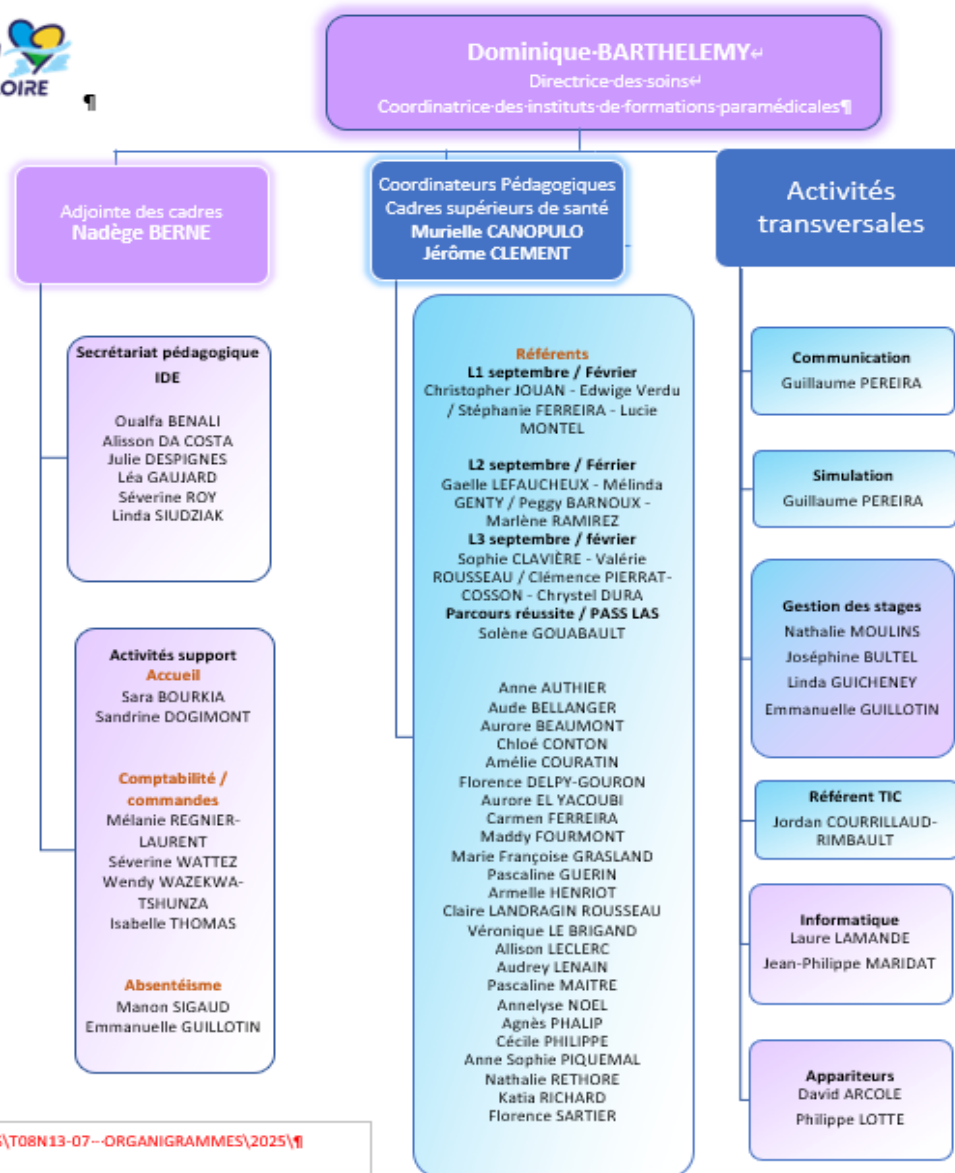 OIRE
¶
Dominique·BARTHELEMY↵
Directrice·des·soins↵
Coordinatrice·des·instituts·de·formations·paramédicales¶
Adjointe des cadres
Nadège BERNE
Coordinateurs Pédagogiques
Cadres supérieurs de santé
Murielle CANOPULO
Jérôme CLEMENT
Activités
transversales
Secrétariat pédagogique
IDE
Oualfa BENALI
Alisson DA COSTA
Julie DESPIGNES
Léa GAUJARD
Séverine ROY
Linda SIUDZIAK
Activités support
Accueil
Sara BOURKIA
Sandrine DOGIMONT
Comptabilité /
commandes
Mélanie REGNIER-
LAURENT
Séverine WATTEZ
Wendy WAZEKWA-
TSHUNZA
Isabelle THOMAS
Absentéisme
Manon SIGAUD
Emmanuelle GUILLOTIN
Référents
L1 septembre / Février
Christopher JOUAN - Edwige Verdu
/ Stéphanie FERREIRA - Lucie
MONTEL
L2 septembre / Février
Gaelle LEFAUCHEUX - Mélinda
GENTY / Peggy BARNOUX -
Marlène RAMIREZ
L3 septembre / février
Sophie CLAVIÈRE - Valérie
ROUSSEAU / Clémence PIERRAT-
COSSON - Chrystel DURA
Parcours réussite / PASS LAS
Solène GOUABAULT
Anne AUTHIER
Aude BELLANGER
Aurore BEAUMONT
Chloé CONTON
Amélie COURATIN
Florence DELPY-GOURON
Aurore EL YACOUBI
Carmen FERREIRA
Maddy FOURMONT
Marie Françoise GRASLAND
Pascaline GUERIN
Armelle HENRIOT
Claire LANDRAGIN ROUSSEAU
Véronique LE BRIGAND
Allison LECLERC
Audrey LENAIN
Pascaline MAITRE
Annelyse NOEL
Agnès PHALIP
Cécile PHILIPPE
Anne Sophie PIQUEMAL
Nathalie RETHORE
Katia RICHARD
Florence SARTIER
Communication
Guillaume PEREIRA
Simulation
Guillaume PEREIRA
Gestion des stages
Nathalie MOULINS
Joséphine BULTEL
Linda GUICHENEY
Emmanuelle GUILLOTIN
Référent TIC
Jordan COURRILLAUD-
RIMBAULT
Informatique
Laure LAMANDE
Jean-Philippe MARIDAT
Appariteurs
David ARCOLE
Philippe LOTTE
\T08N13-07--·ORGANIGRAMMES\2025\¶